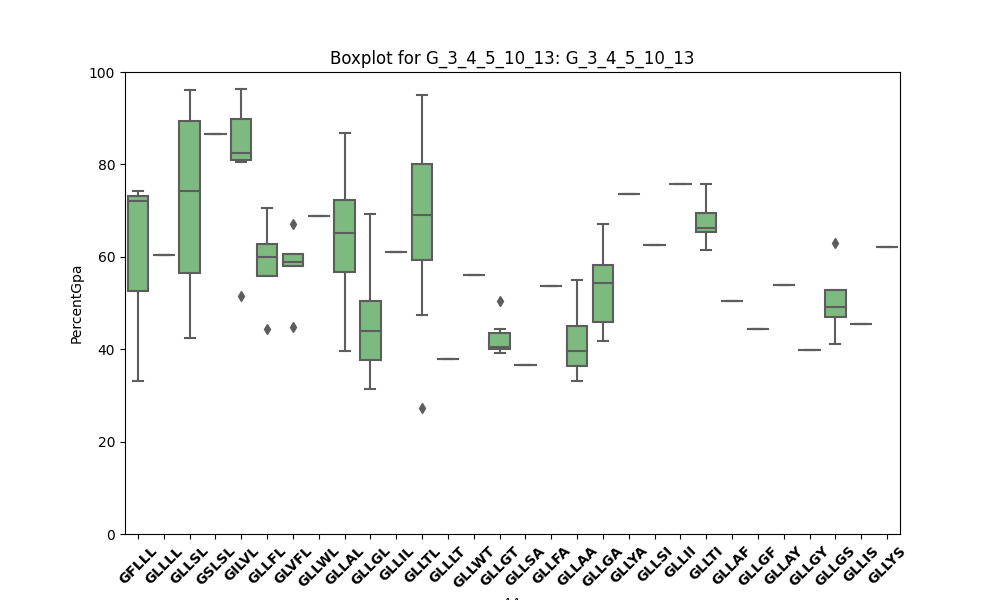 Boxplot for G_3_4_5_10_13: G_3_4_5_10_13
100
80
60
40
20
0
PercentGpa
GFLLL
GLLLL
GLLSL
GSLSL
GILVL
GLLFL
GLVFL
GLLWL
GLLAL
GLLGL
GLLIL
GLLTL
GLLLT
GLLWT
GLLGT
GLLSA
GLLFA
GLLAA
GLLGA
GLLYA
GLLSI
GLLII
GLLTI
GLLAF
GLLGF
GLLAY
GLLGY
GLLGS
GLLIS
GLLYS